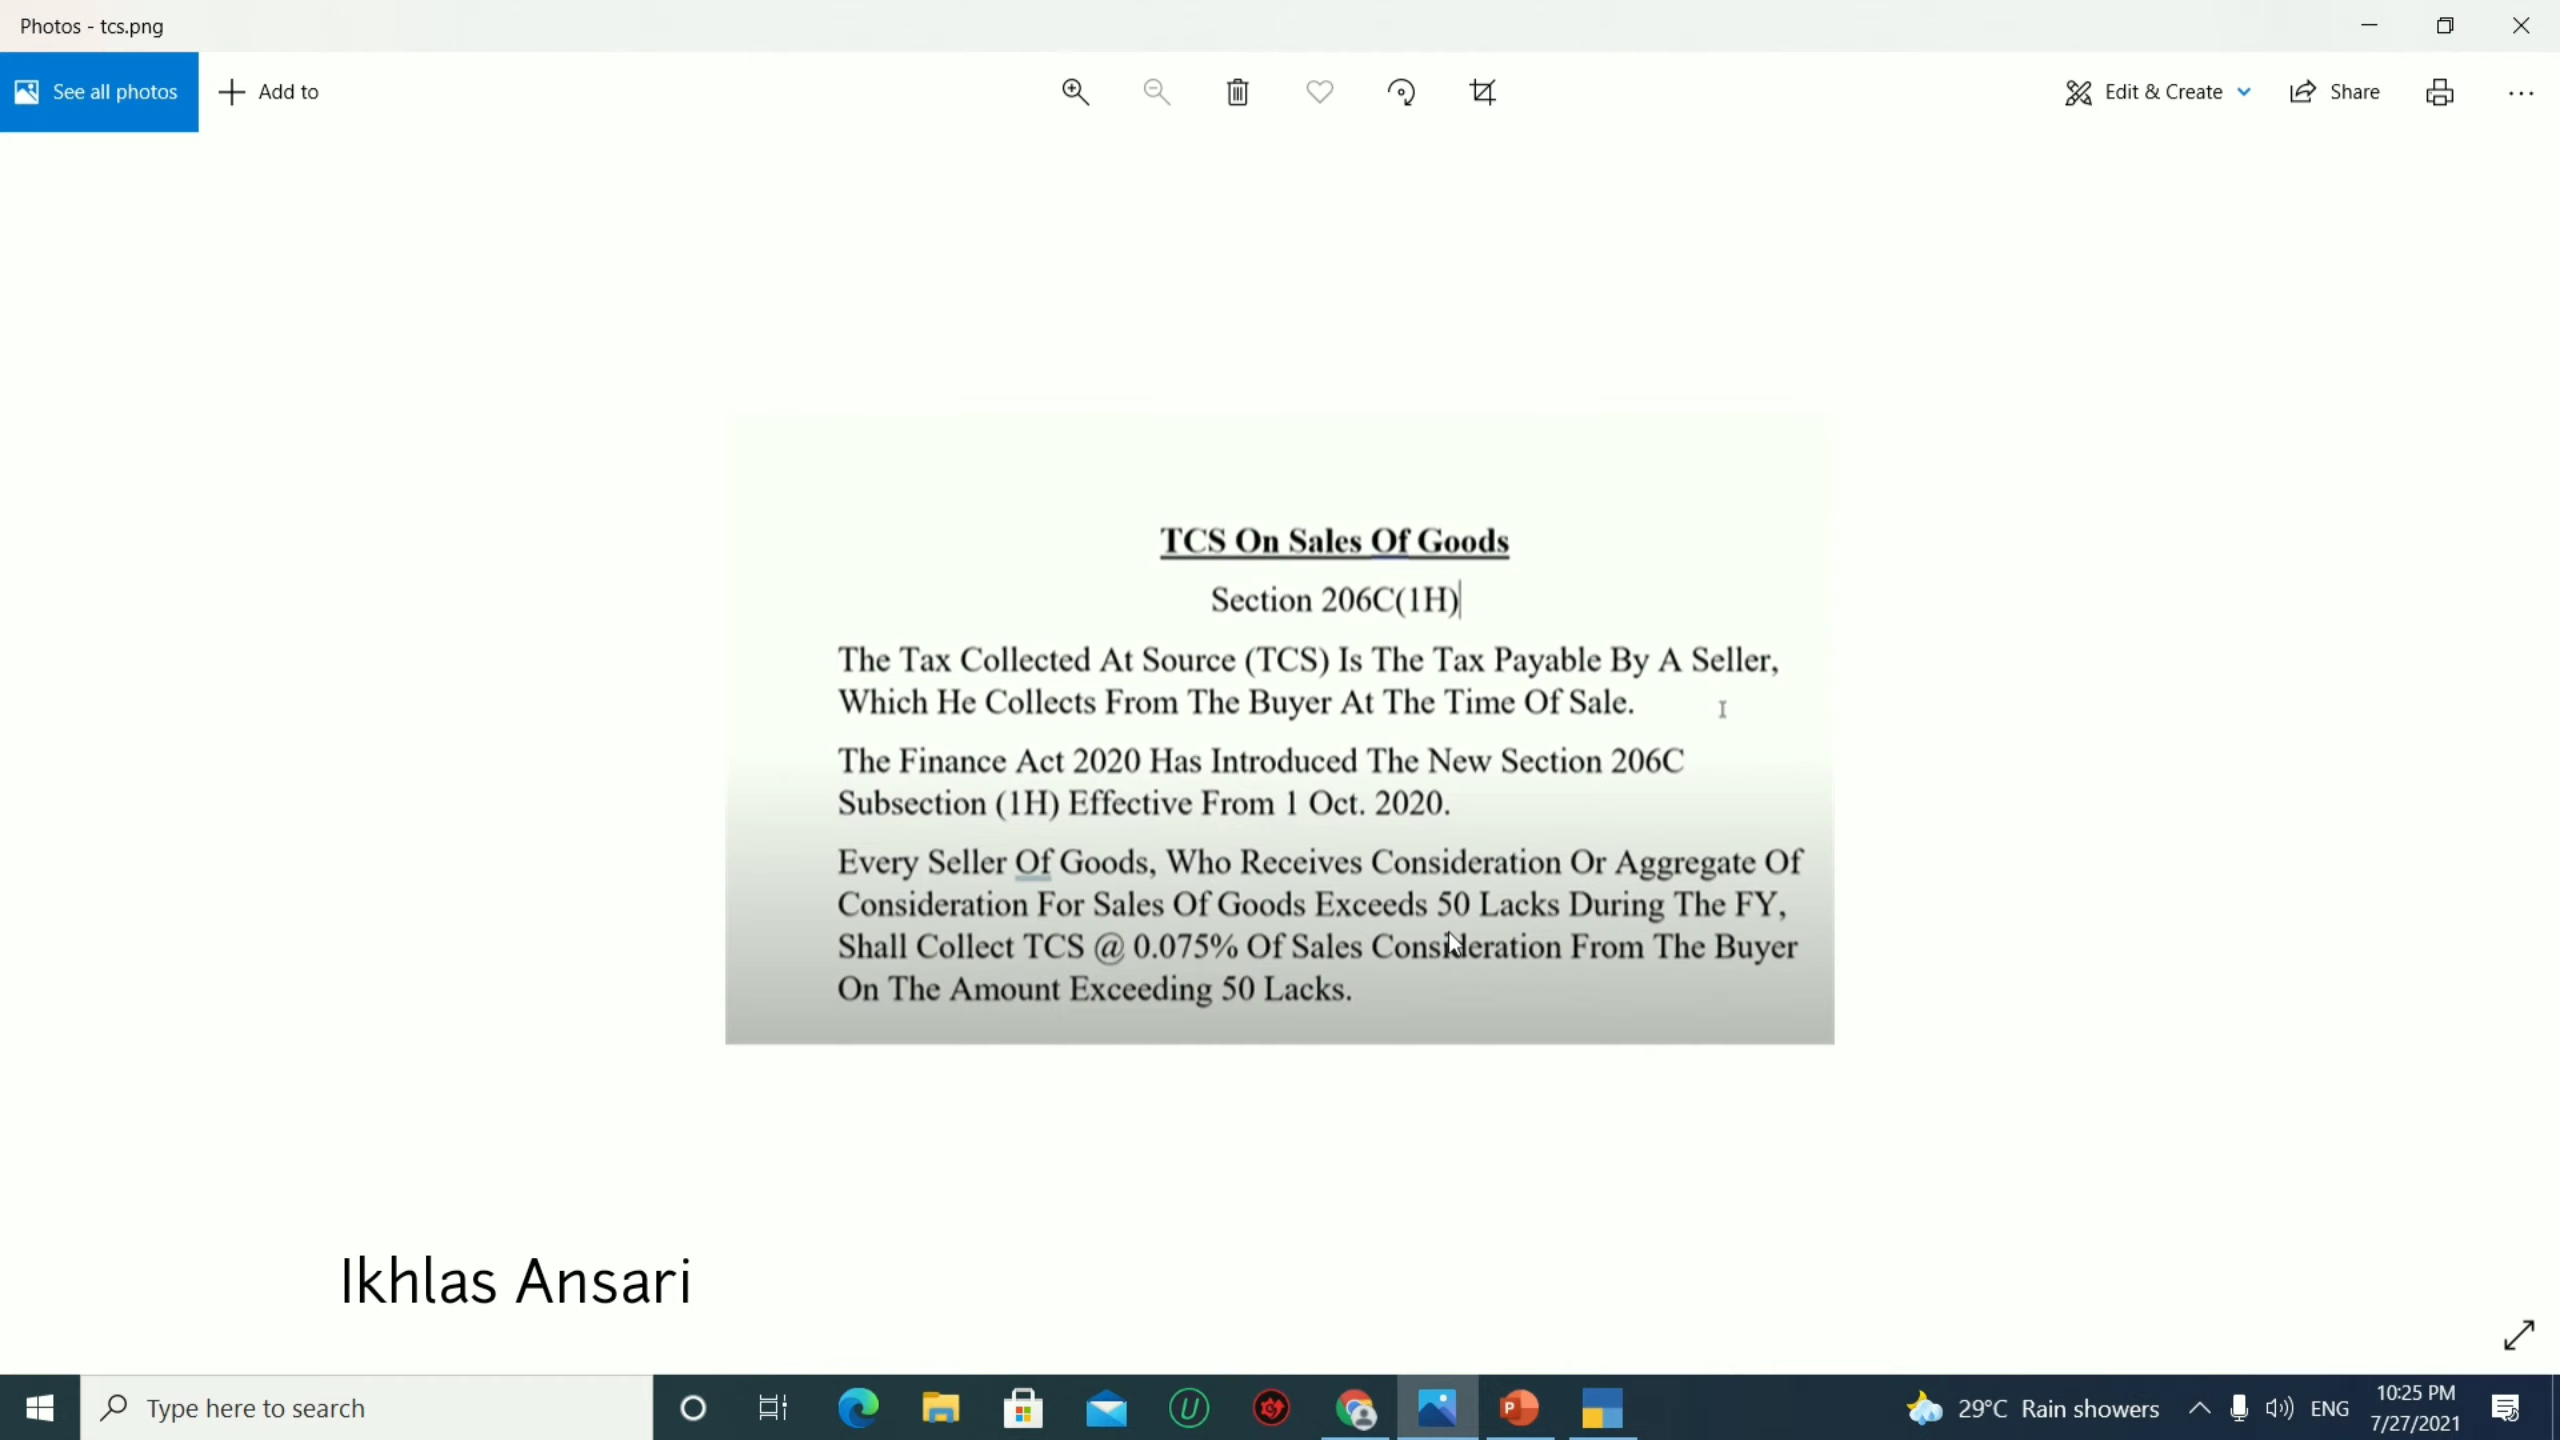 Photos - tcs.png
See all photos
Add to
Edit & Create
Share
TCS On Sales Of Goods
Section 206C(1H)
The Tax Collected At Source (TCS) Is The Tax Payable By A Seller,
Which He Collects From The Buyer At The Time Of Sale.
The Finance Act 2020 Has Introduced The New Section 206C
Subsection (1H) Effective From 1 Oct. 2020.
Every Seller Of Goods, Who Receives Consideration Or Aggregate Of
Consideration For Sales Of Goods Exceeds 50 Lacks During The FY,
Shall Collect TCS @ 0.075% Of Sales Consideration From The Buyer
On The Amount Exceeding 50 Lacks.
Ikhlas Ansari
Type here to search
29°C Rain showers
ENG
10:25 PM
7/27/2021